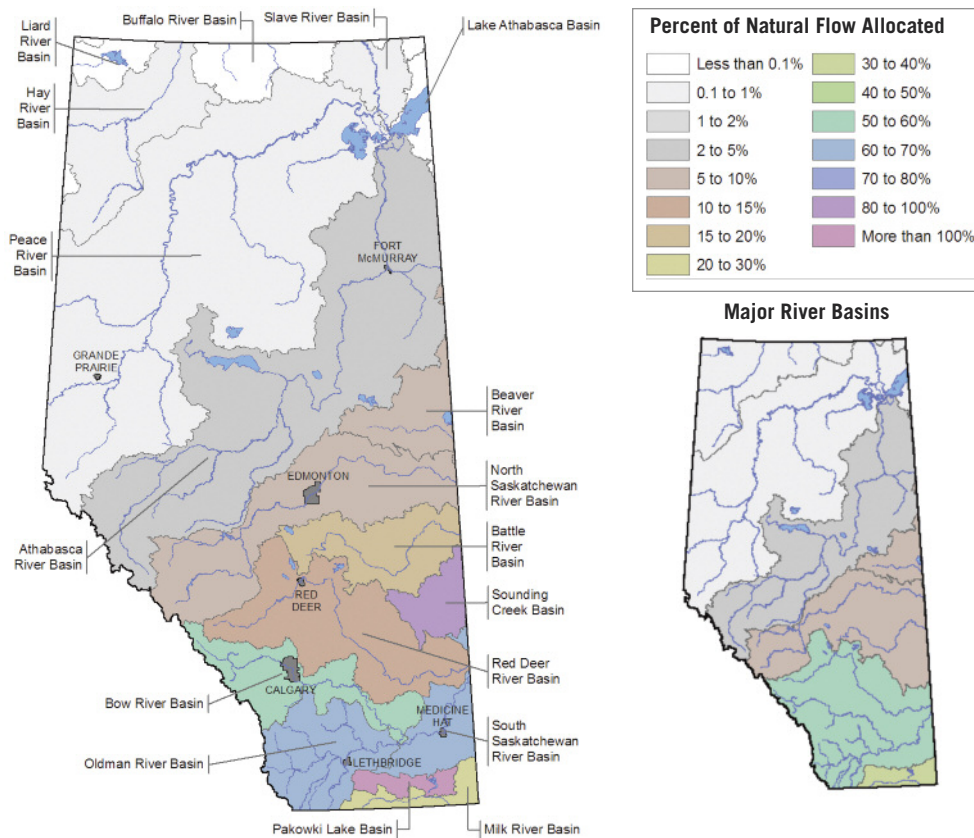 Buffalo River Basin
Slave River Basin
Lake Athabasca Basin
Liard
River
Basin
Hay
River
Basin
Peace
River
Basin
FORT
McMURRAY
GRANDE
PRAIRIE
Beaver
River
Basin
EDMONTON
North
Saskatchewan
River Basin
Athabasca
River Basin
Battle
River
Basin
RED
DEER
Sounding
Creek Basin
Red Deer
River Basin
CALGARY
Bow River Basin
MEDICINE
HAT
South
Saskatchewan
River Basin
Oldman River Basin
LETHBRIDGE
Pakowki Lake Basin
Milk River Basin
Percent of Natural Flow Allocated
Less than 0.1%
0.1 to 1%
1 to 2%
2 to 5%
5 to 10%
10 to 15%
15 to 20%
20 to 30%
30 to 40%
40 to 50%
50 to 60%
60 to 70%
70 to 80%
80 to 100%
More than 100%
Major River Basins